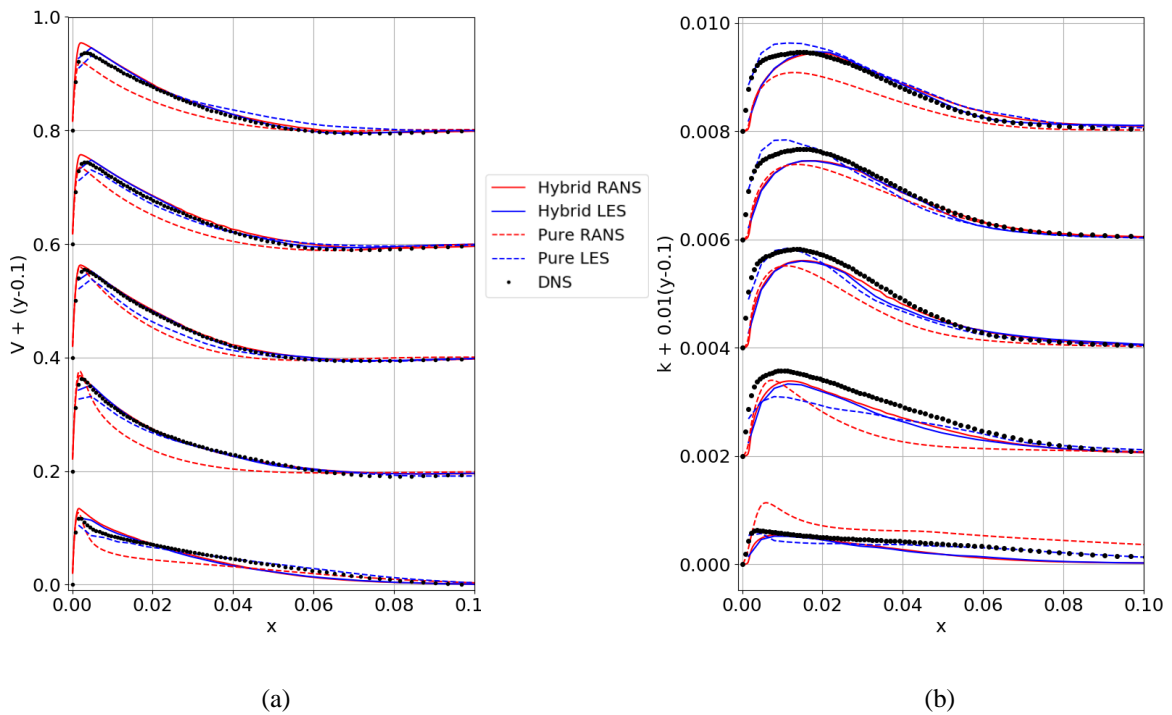 1.0
0.8
0.6
0.4
0.2
0.0
V + (y-0.1)
0.00 0.02 0.04 0.06 0.08 0.1
x
(a)
Hybrid RANS
Hybrid LES
Pure RANS
Pure LES
DNS
0.010
0.008
0.006
0.004
0.002
0.000
k + 0.01(y-0.1)
0.00 0.02 0.04 0.06 0.08 0.10
x
(b)